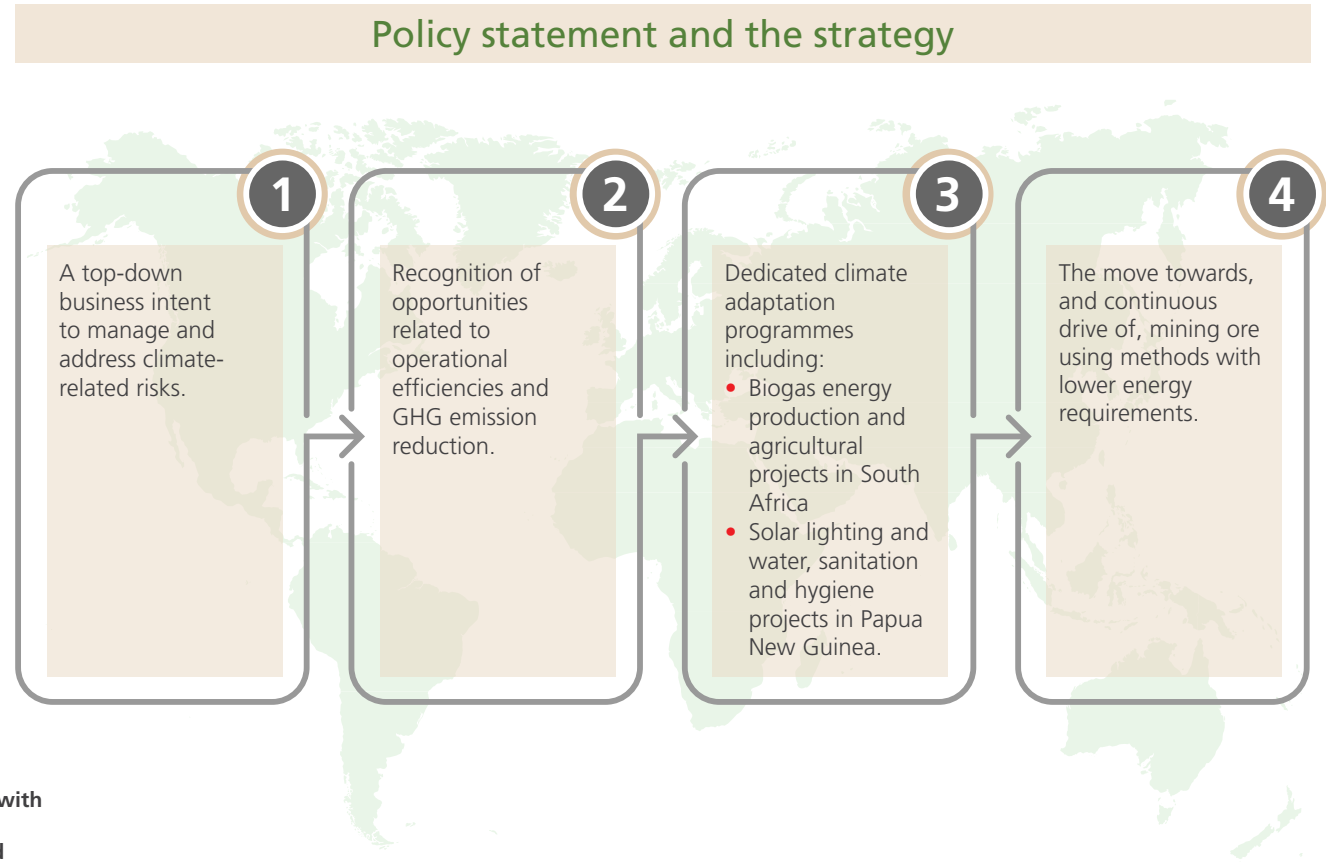 Policy statement and the strategy
1
A top-down
business intent
to manage and
address climate-
related risks.
2
Recognition of
opportunities
related to
operational
efficiencies and
GHG emission
reduction.
3
Dedicated climate
adaptation
programmes
including:
• Biogas energy
production and
agricultural
projects in South
Africa
• Solar lighting and
water, sanitation
and hygiene
projects in Papua
New Guinea.
4
The move towards,
and continuous
drive of, mining ore
using methods with
lower energy
requirements.
with